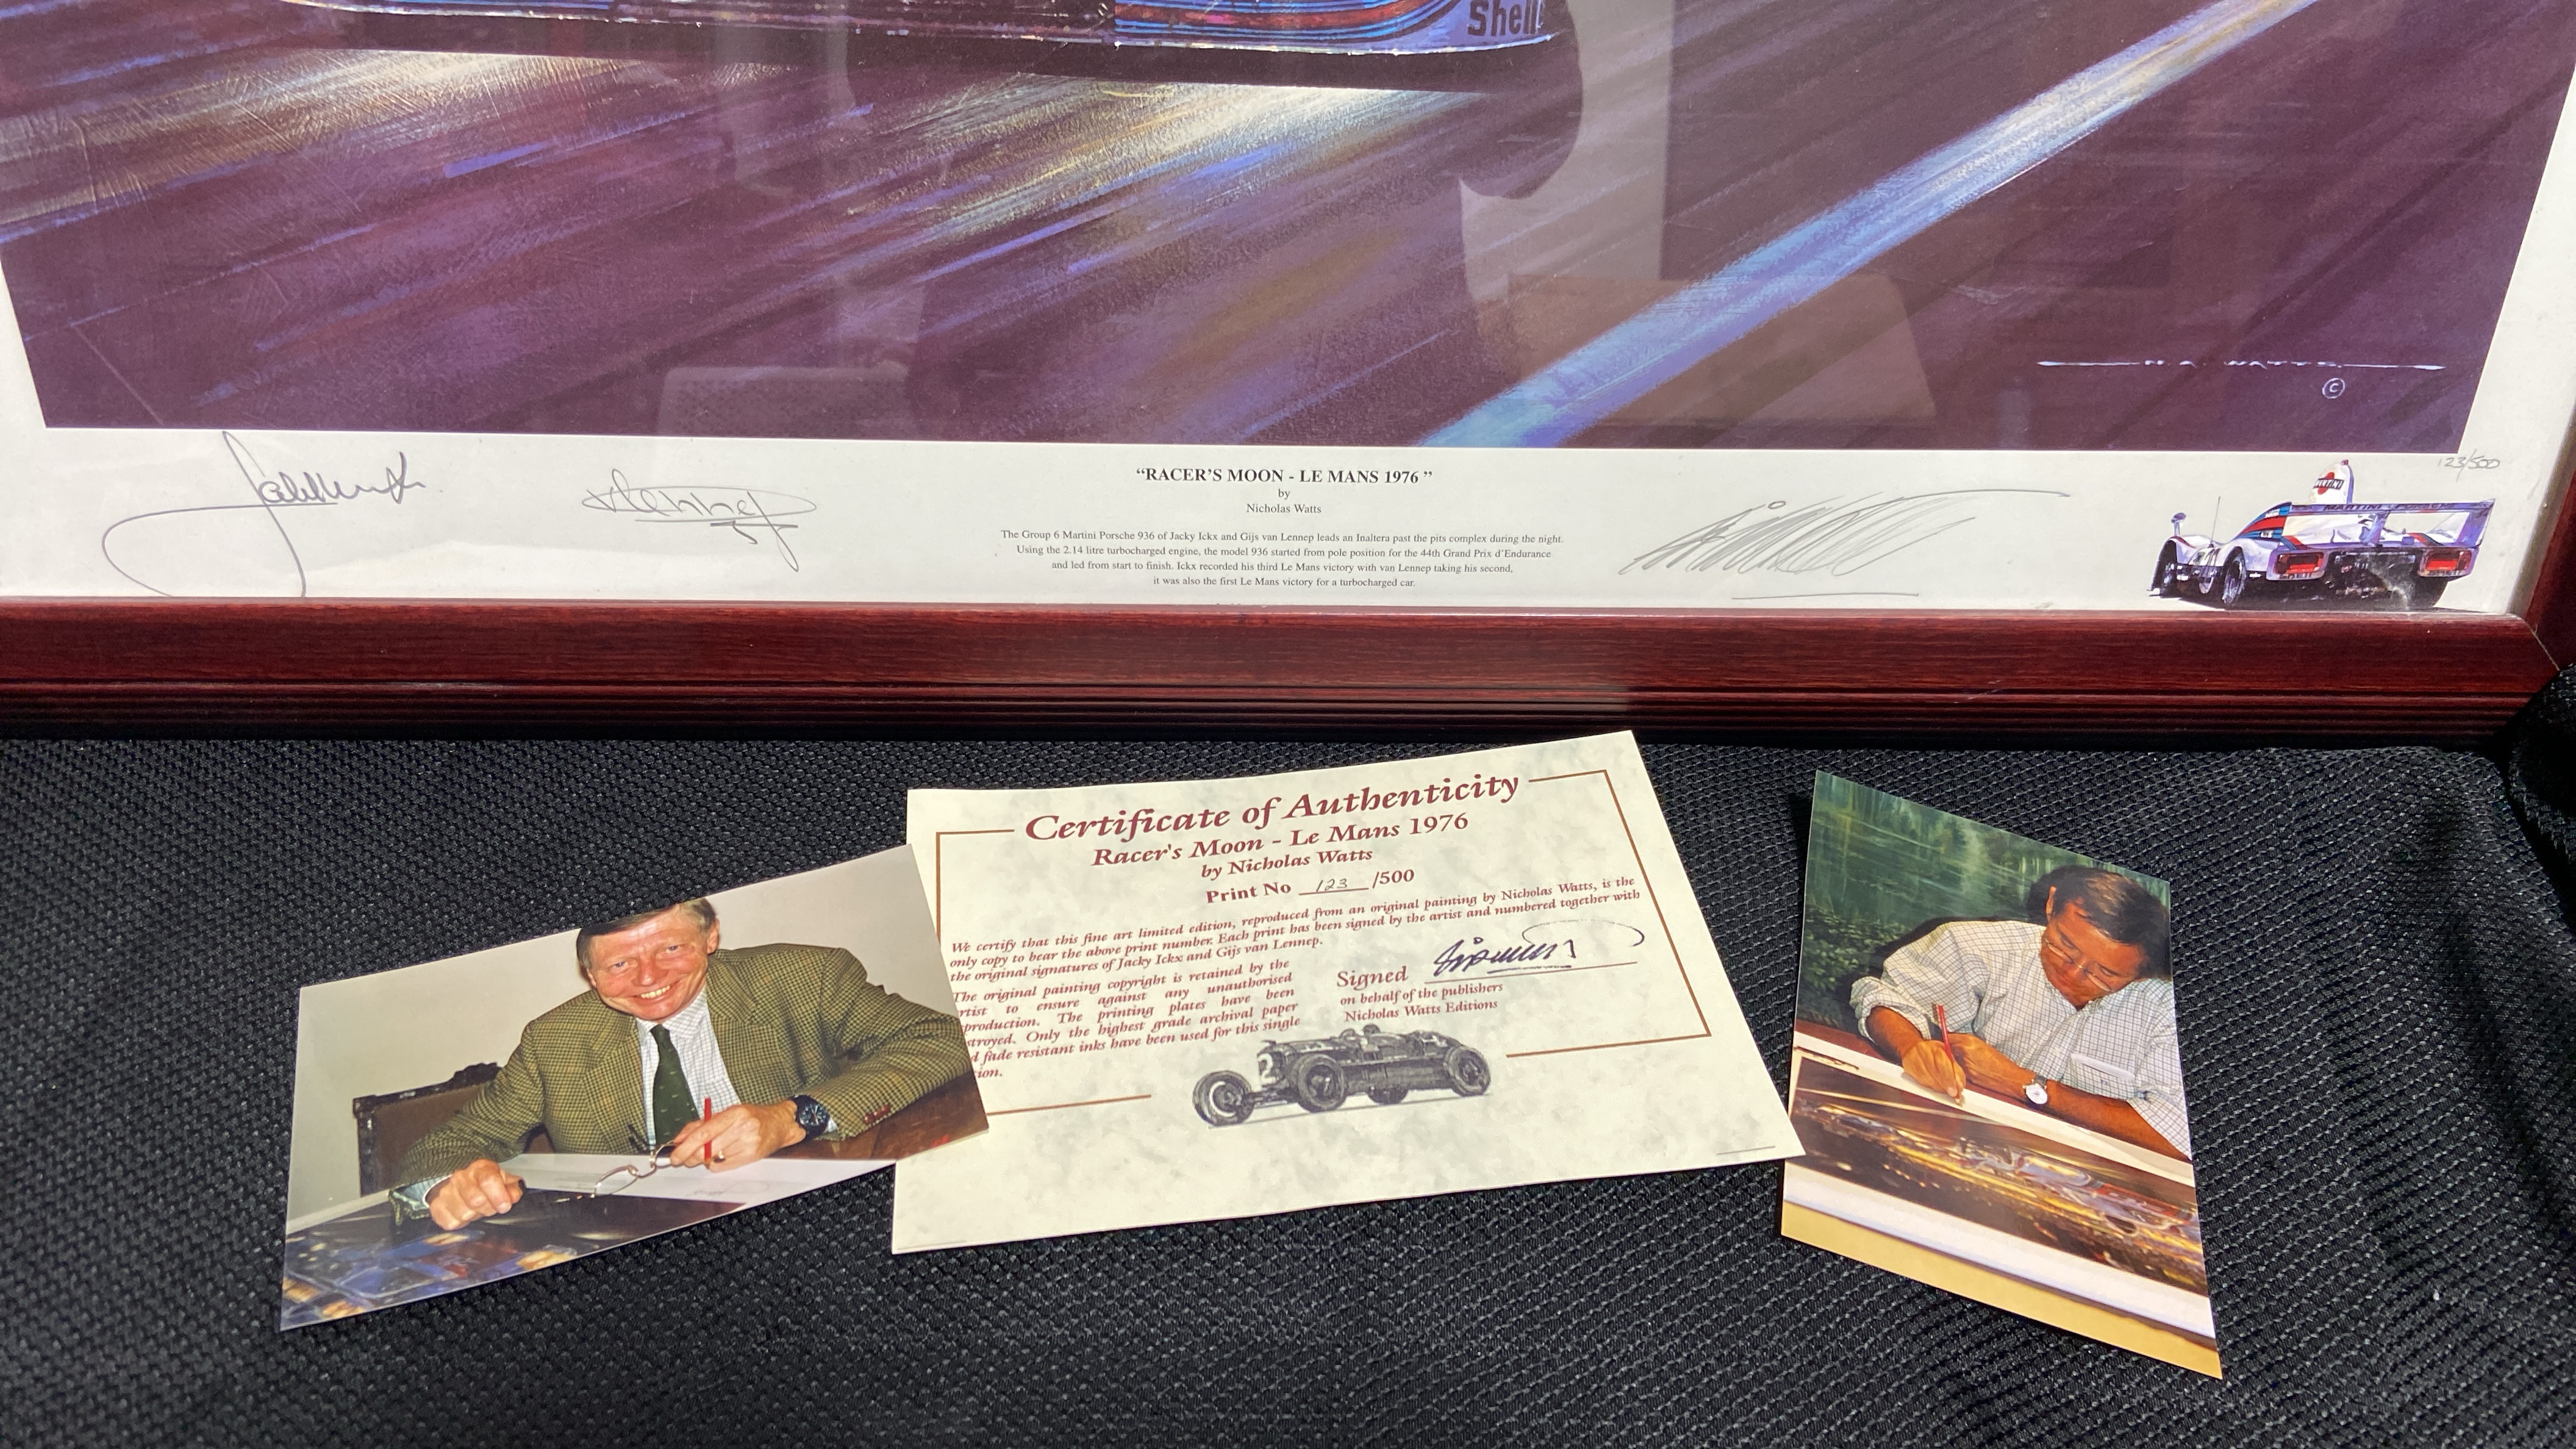 Shell
N. A. WATTS
©
123/500
"RACER'S MOON - LE MANS 1976 "
by
Nicholas Watts
The Group 6 Martini Porsche 936 of Jacky Ickx and Gijs van Lennep leads an Inaltera past the pits complex during the night.
Using the 2.14 litre turbocharged engine, the model 936 started from pole position for the 44th Grand Prix d'Endurance
and led from start to finish. Ickx recorded his third Le Mans victory with van Lennep taking his second,
it was also the first Le Mans victory for a turbocharged car.
vLennep
MARTINI
MARTINI PORSCHE
Certificate of Authenticity
Racer's Moon - Le Mans 1976
by Nicholas Watts
Print No 123 /500
We certify that this fine art limited edition, reproduced from an original painting by Nicholas Watts, is the
only copy to bear the above print number. Each print has been signed by the artist and numbered together with
the original signatures of Jacky Ickx and Gijs van Lennep.
The original painting copyright is retained by the
rtist to ensure against any unauthorised
production. The printing plates have been
stroyed. Only the highest grade archival paper
d fade resistant inks have been used for this single
ion.
Signed
on behalf of the publishers
Nicholas Watts Editions